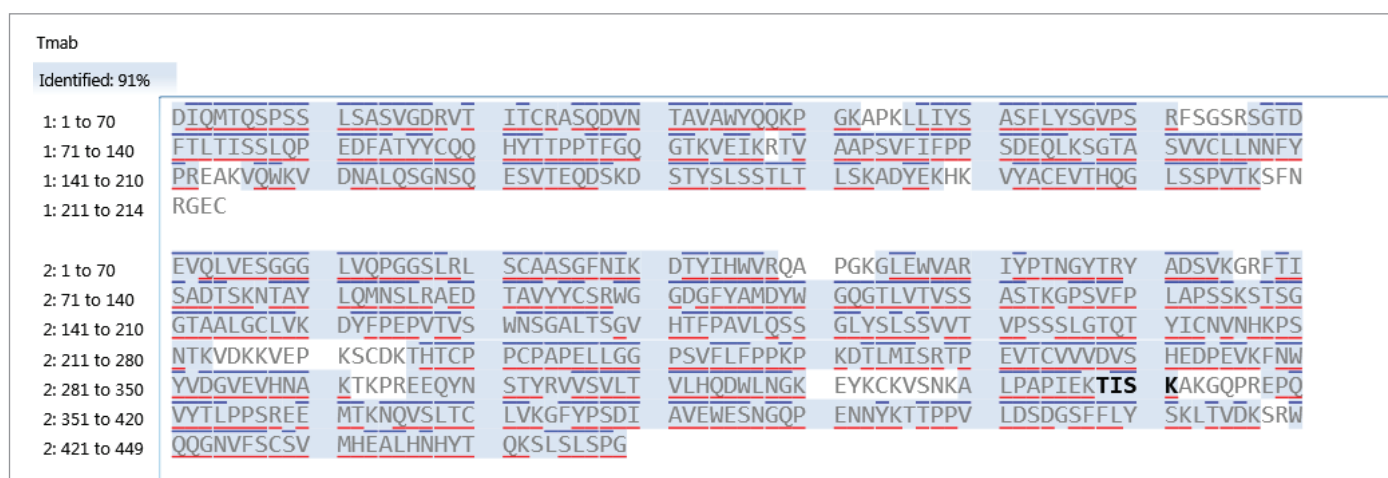 Tmab
Identified: 91%
1: 1 to 70 DIQMTQSPSS LSASVGDRVT ITCRASQDVN TAVAWYQQKP GKAPKLLIYS ASFLYSGVPS RFSGSRSGTD
1: 71 to 140 FTLTISSLQP EDFATYYCQQ HYTTPPTFGQ GTKVEIKRTV AAPSVFIFPP SDEQLKSGTA SVVCLLNNFY
1: 141 to 210 PREAKVQWKV DNALQSGNSQ ESVTEQDSKD STYSLSSTLT LSKADYEKHK VYACEVTHQG LSSPVTKSFN
1: 211 to 214 RGEC
2: 1 to 70 EVQLVESGGG LVQPGGSLRL SCAASGFNIK DTYIHWVRQA PGKGLEWVAR IYPTNGYTRY ADSVKGRFTI
2: 71 to 140 SADTSKNTAY LQMNSLRAED TAVYYCSRWG GDGFYAMDYW GQGTLVTVSS ASTKGPSVFP LAPSSKSTSG
2: 141 to 210 GTAALGCLVK DYFPEPVTVS WNSGALTSGV HTFPAVLQSS GLYSLSSVVT VPSSSLGTQT YICNVNHKPS
2: 211 to 280 NTKVDKKVEP KSCDKTHTCP PCPAPELLGG PSVFLFPPKP KDTLMISRTP EVTCVVVDVS HEDPEVKFNW
2: 281 to 350 YVDGVEVHNA KTKPREEQYN STYRVVSVLT VLHQDWLNGK EYKCKVSNKA LPAPIEKTIS KAKGQPREPQ
2: 351 to 420 VYTLPPSREE MTKNQVSLTC LVKGFYPSDI AVEWESNGQP ENNYKTTPPV LDSDGSFFLY SKLTVDKSRW
2: 421 to 449 QQGNVFSCSV MHEALHNHYT QKSLSLSPG